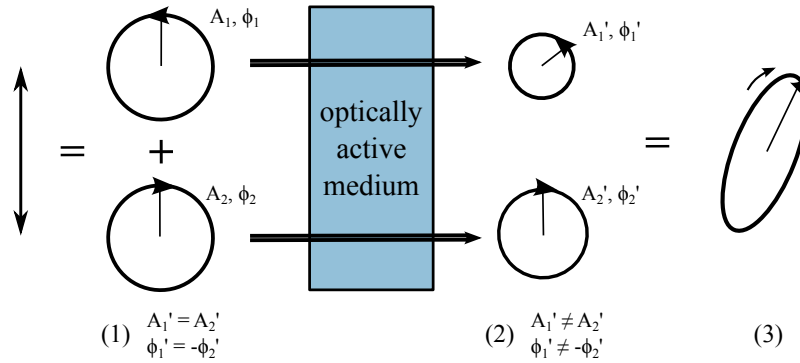 A₁, ϕ₁
A₁', ϕ₁'
=
+
optically
active
medium
=
A₂, ϕ₂
A₂', ϕ₂'
(1) A₁' = A₂'
ϕ₁' = -ϕ₂'
(2) A₁' ≠ A₂'
ϕ₁' ≠ -ϕ₂'
(3)